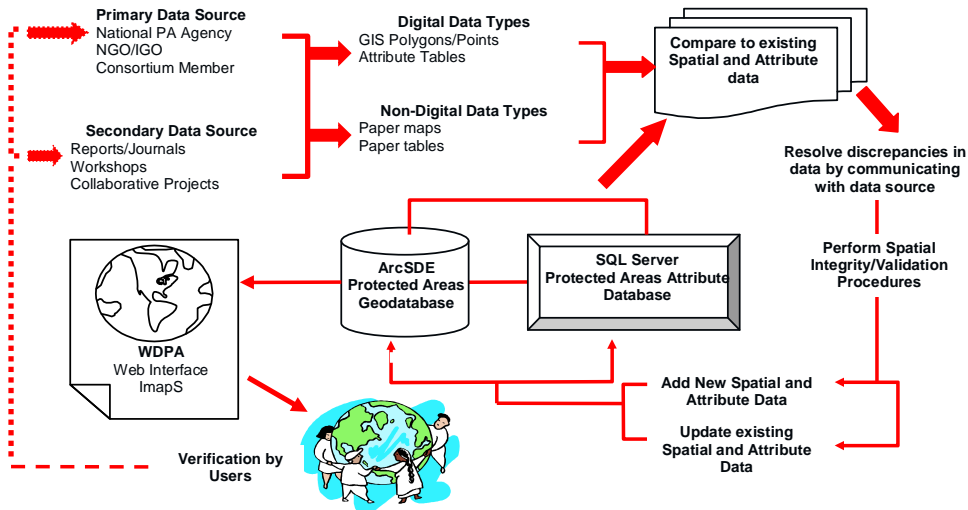 Primary Data Source
National PA Agency
NGO/IGO
Consortium Member
Digital Data Types
GIS Polygons/Points
Attribute Tables
Compare to existing
Spatial and Attribute
data
Secondary Data Source
Reports/Journals
Workshops
Collaborative Projects
Non-Digital Data Types
Paper maps
Paper tables
Resolve discrepancies in
data by communicating
with data source
Perform Spatial
Integrity/Validation
Procedures
ArcSDE
Protected Areas
Geodatabase
SQL Server
Protected Areas Attribute
Database
WDPA
Web Interface
ImapS
Add New Spatial and
Attribute Data
Update existing
Spatial and Attribute
Data
Verification by
Users